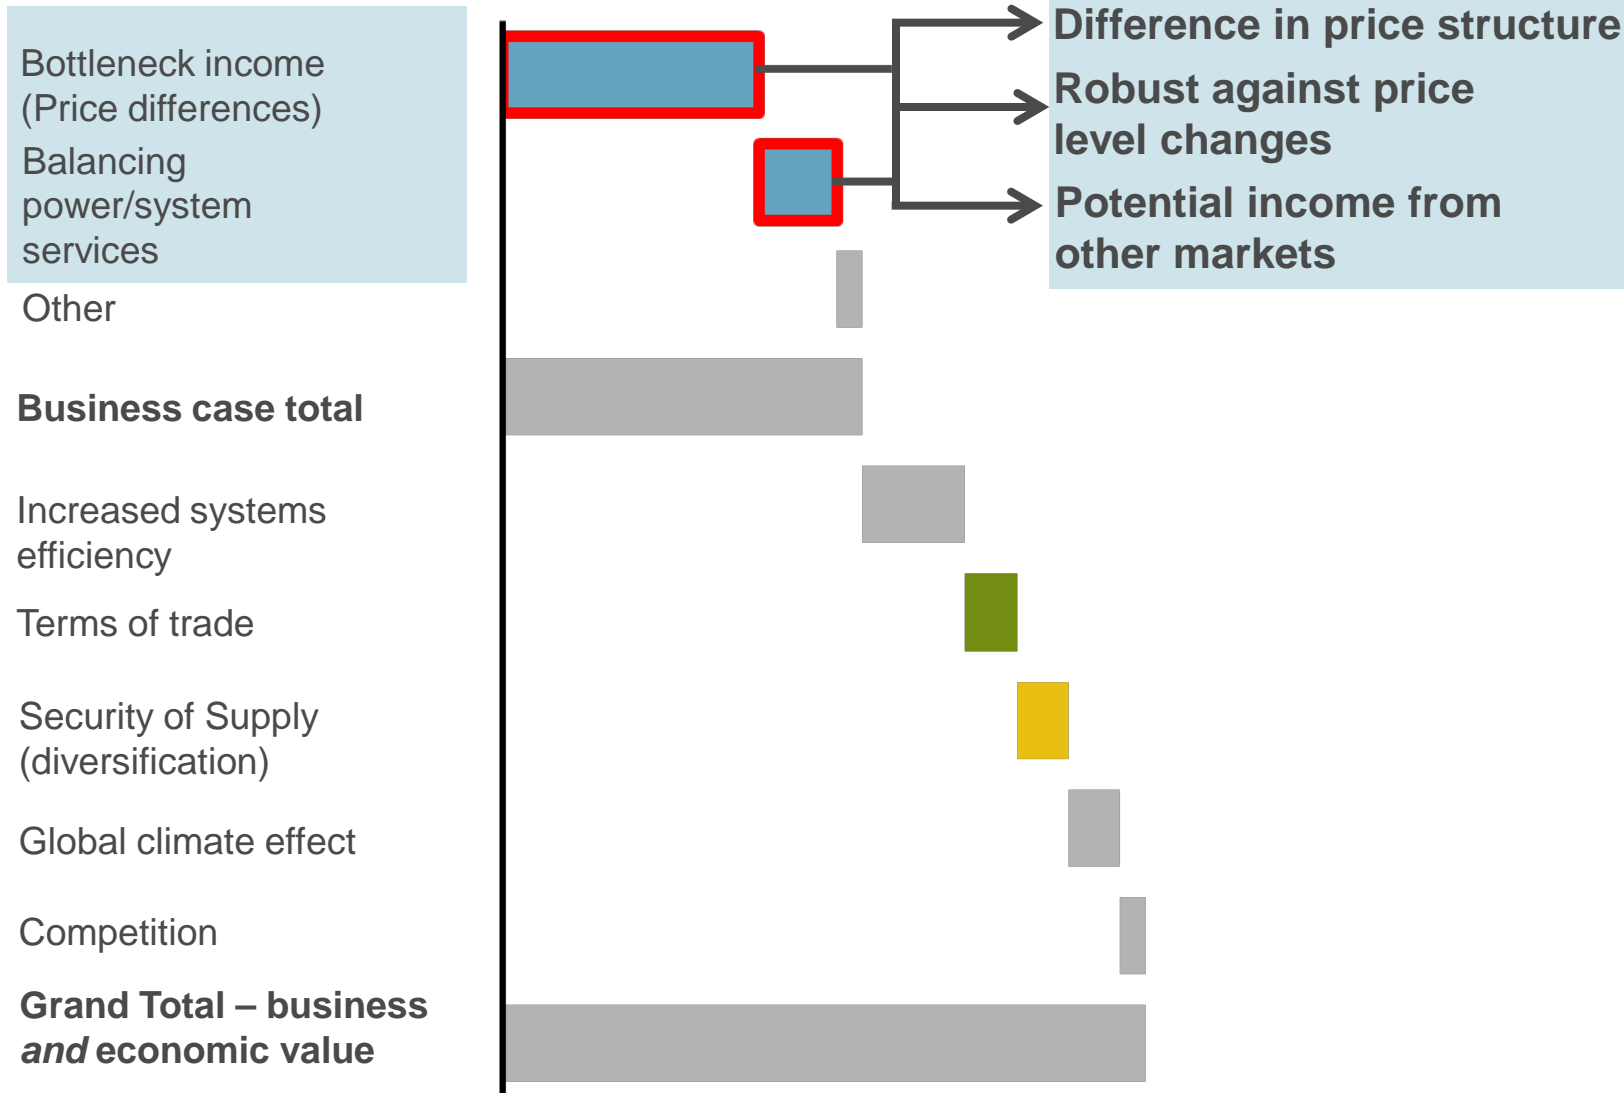 Bottleneck income
(Price differences)
Balancing
power/system
services
Other
Business case total
Increased systems
efficiency
Terms of trade
Security of Supply
(diversification)
Global climate effect
Competition
Grand Total – business
and economic value
Difference in price structure
Robust against price
level changes
Potential income from
other markets